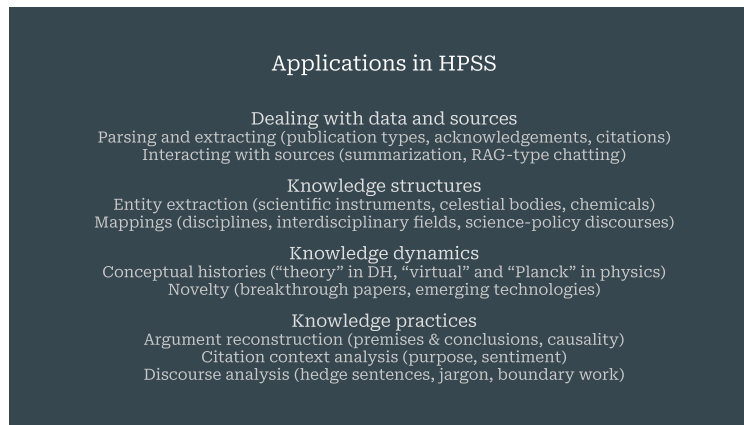 Applications in HPSS
Dealing with data and sources
Parsing and extracting (publication types, acknowledgements, citations)
Interacting with sources (summarization, RAG-type chatting)
Knowledge structures
Entity extraction (scientific instruments, celestial bodies, chemicals)
Mappings (disciplines, interdisciplinary fields, science-policy discourses)
Knowledge dynamics
Conceptual histories (“theory” in DH, “virtual” and “Planck” in physics)
Novelty (breakthrough papers, emerging technologies)
Knowledge practices
Argument reconstruction (premises & conclusions, causality)
Citation context analysis (purpose, sentiment)
Discourse analysis (hedge sentences, jargon, boundary work)